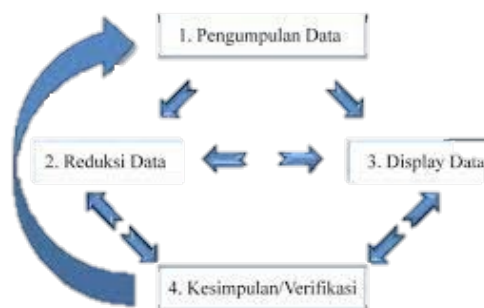 1. Pengumpulan Data
2. Reduksi Data
3. Display Data
4. Kesimpulan/Verifikasi